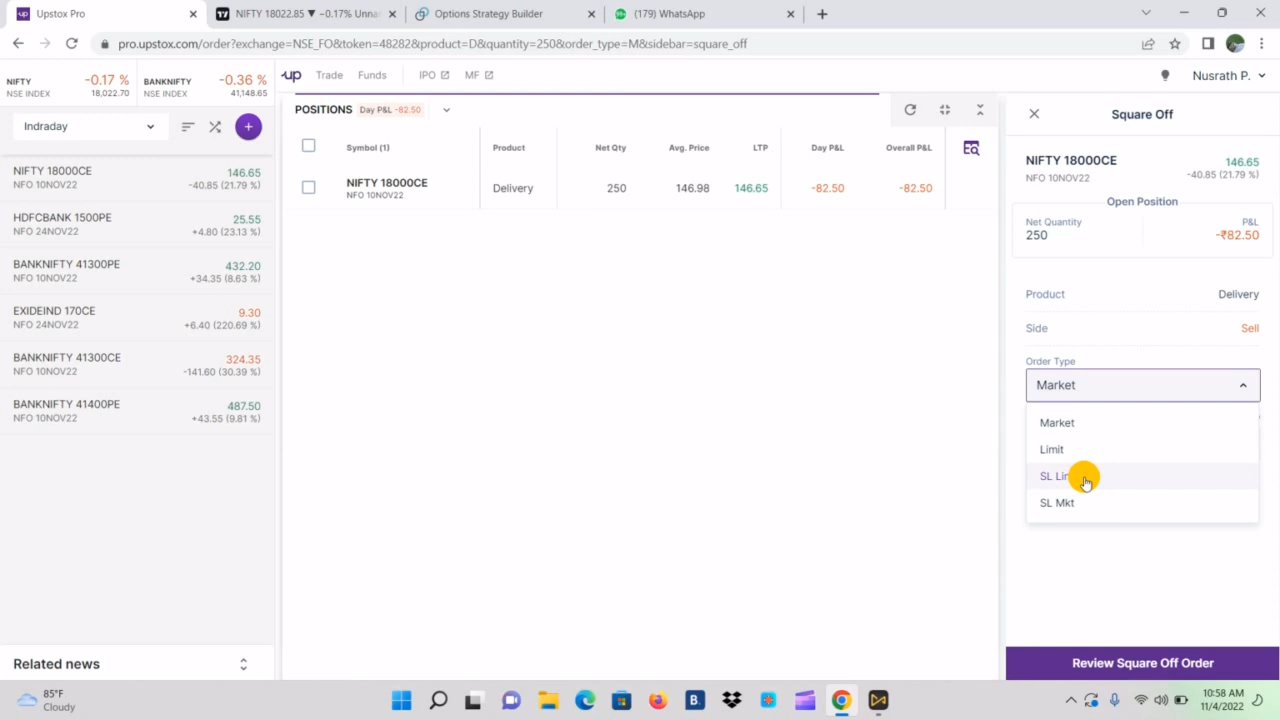 Upstox Pro
NIFTY 18022.85 ▼ −0.17% Unna
Options Strategy Builder
(179) WhatsApp
pro.upstox.com/order?exchange=NSE_FO&token=48282&product=D&quantity=250&order_type=M&sidebar=square_off
NIFTY -0.17 %
NSE INDEX 18,022.70
BANKNIFTY -0.36 %
NSE INDEX 41,148.65
up Trade Funds IPO MF
Nusrath P.
Indraday
NIFTY 18000CE 146.65
NFO 10NOV22 -40.85 (21.79 %)
HDFCBANK 1500PE 25.55
NFO 24NOV22 +4.80 (23.13 %)
BANKNIFTY 41300PE 432.20
NFO 10NOV22 +34.35 (8.63 %)
EXIDEIND 170CE 9.30
NFO 24NOV22 +6.40 (220.69 %)
BANKNIFTY 41300CE 324.35
NFO 10NOV22 -141.60 (30.39 %)
BANKNIFTY 41400PE 487.50
NFO 10NOV22 +43.55 (9.81 %)
Related news
POSITIONS Day P&L -82.50
Symbol (1) Product Net Qty Avg. Price LTP Day P&L Overall P&L
NIFTY 18000CE Delivery 250 146.98 146.65 -82.50 -82.50
NFO 10NOV22
Square Off
NIFTY 18000CE 146.65
NFO 10NOV22 -40.85 (21.79 %)
Open Position
Net Quantity P&L
250 -₹82.50
Product Delivery
Side Sell
Order Type
Market
Market
Limit
SL
SL Mkt
Review Square Off Order
85°F
Cloudy
10:58 AM
11/4/2022